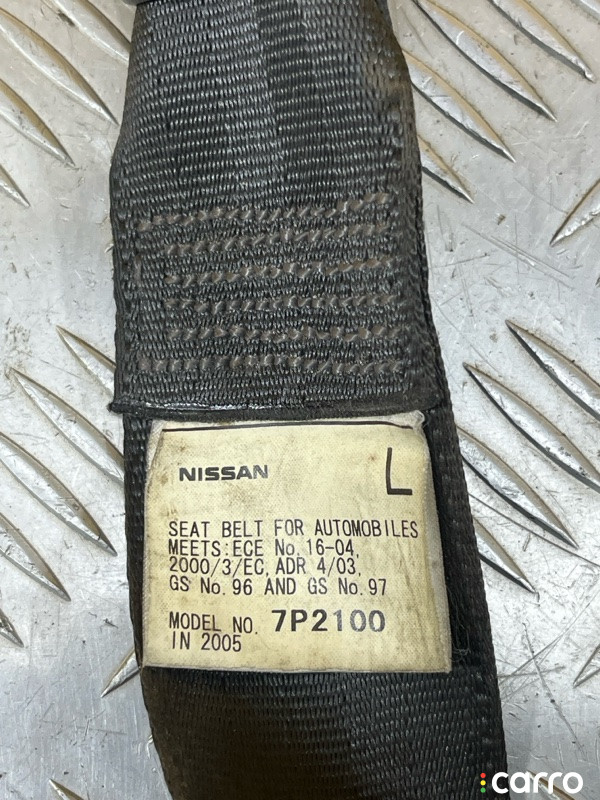 NISSAN L
SEAT BELT FOR AUTOMOBILES
MEETS:ECE No. 16-04,
2000/3/EC, ADR 4/03,
GS No. 96 AND GS No. 97
MODEL NO. 7P2100
IN 2005
carro